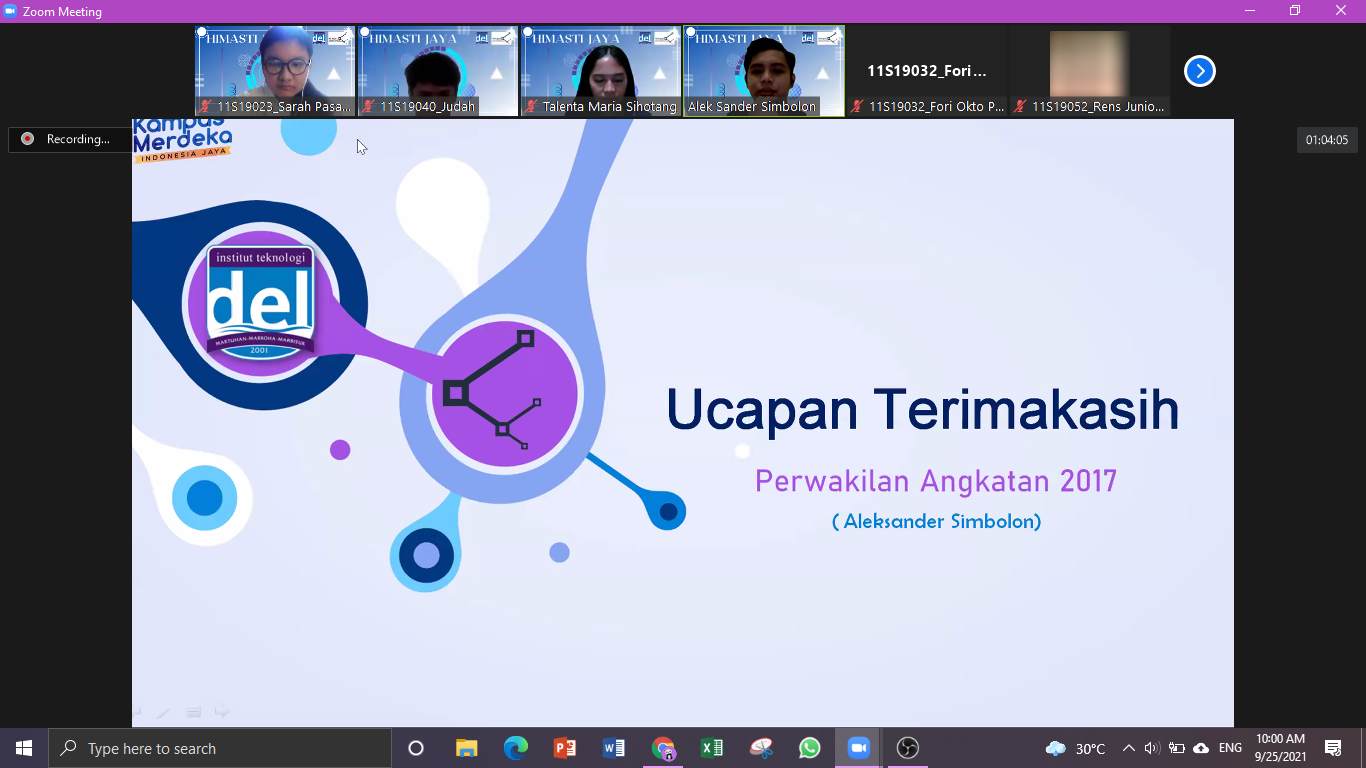 Zoom Meeting
HIMASTI JAYA
del
HIMASTI JAYA
del
HIMASTI JAYA
del
HIMASTI JAYA
del
11S19032_Fori ...
11S19023_Sarah Pasa...
11S19040_Judah
Talenta Maria Sihotang
Alek Sander Simbolon
11S19032_Fori Okto P...
11S19052_Rens Junio...
Recording...
01:04:05
Kampus
Merdeka
INDONESIA JAYA
institut teknologi
del
MARTUHAN-MARROHA-MARBISUK
2001
Ucapan Terimakasih
Perwakilan Angkatan 2017
( Aleksander Simbolon)
Type here to search
30°C
ENG
10:00 AM
9/25/2021